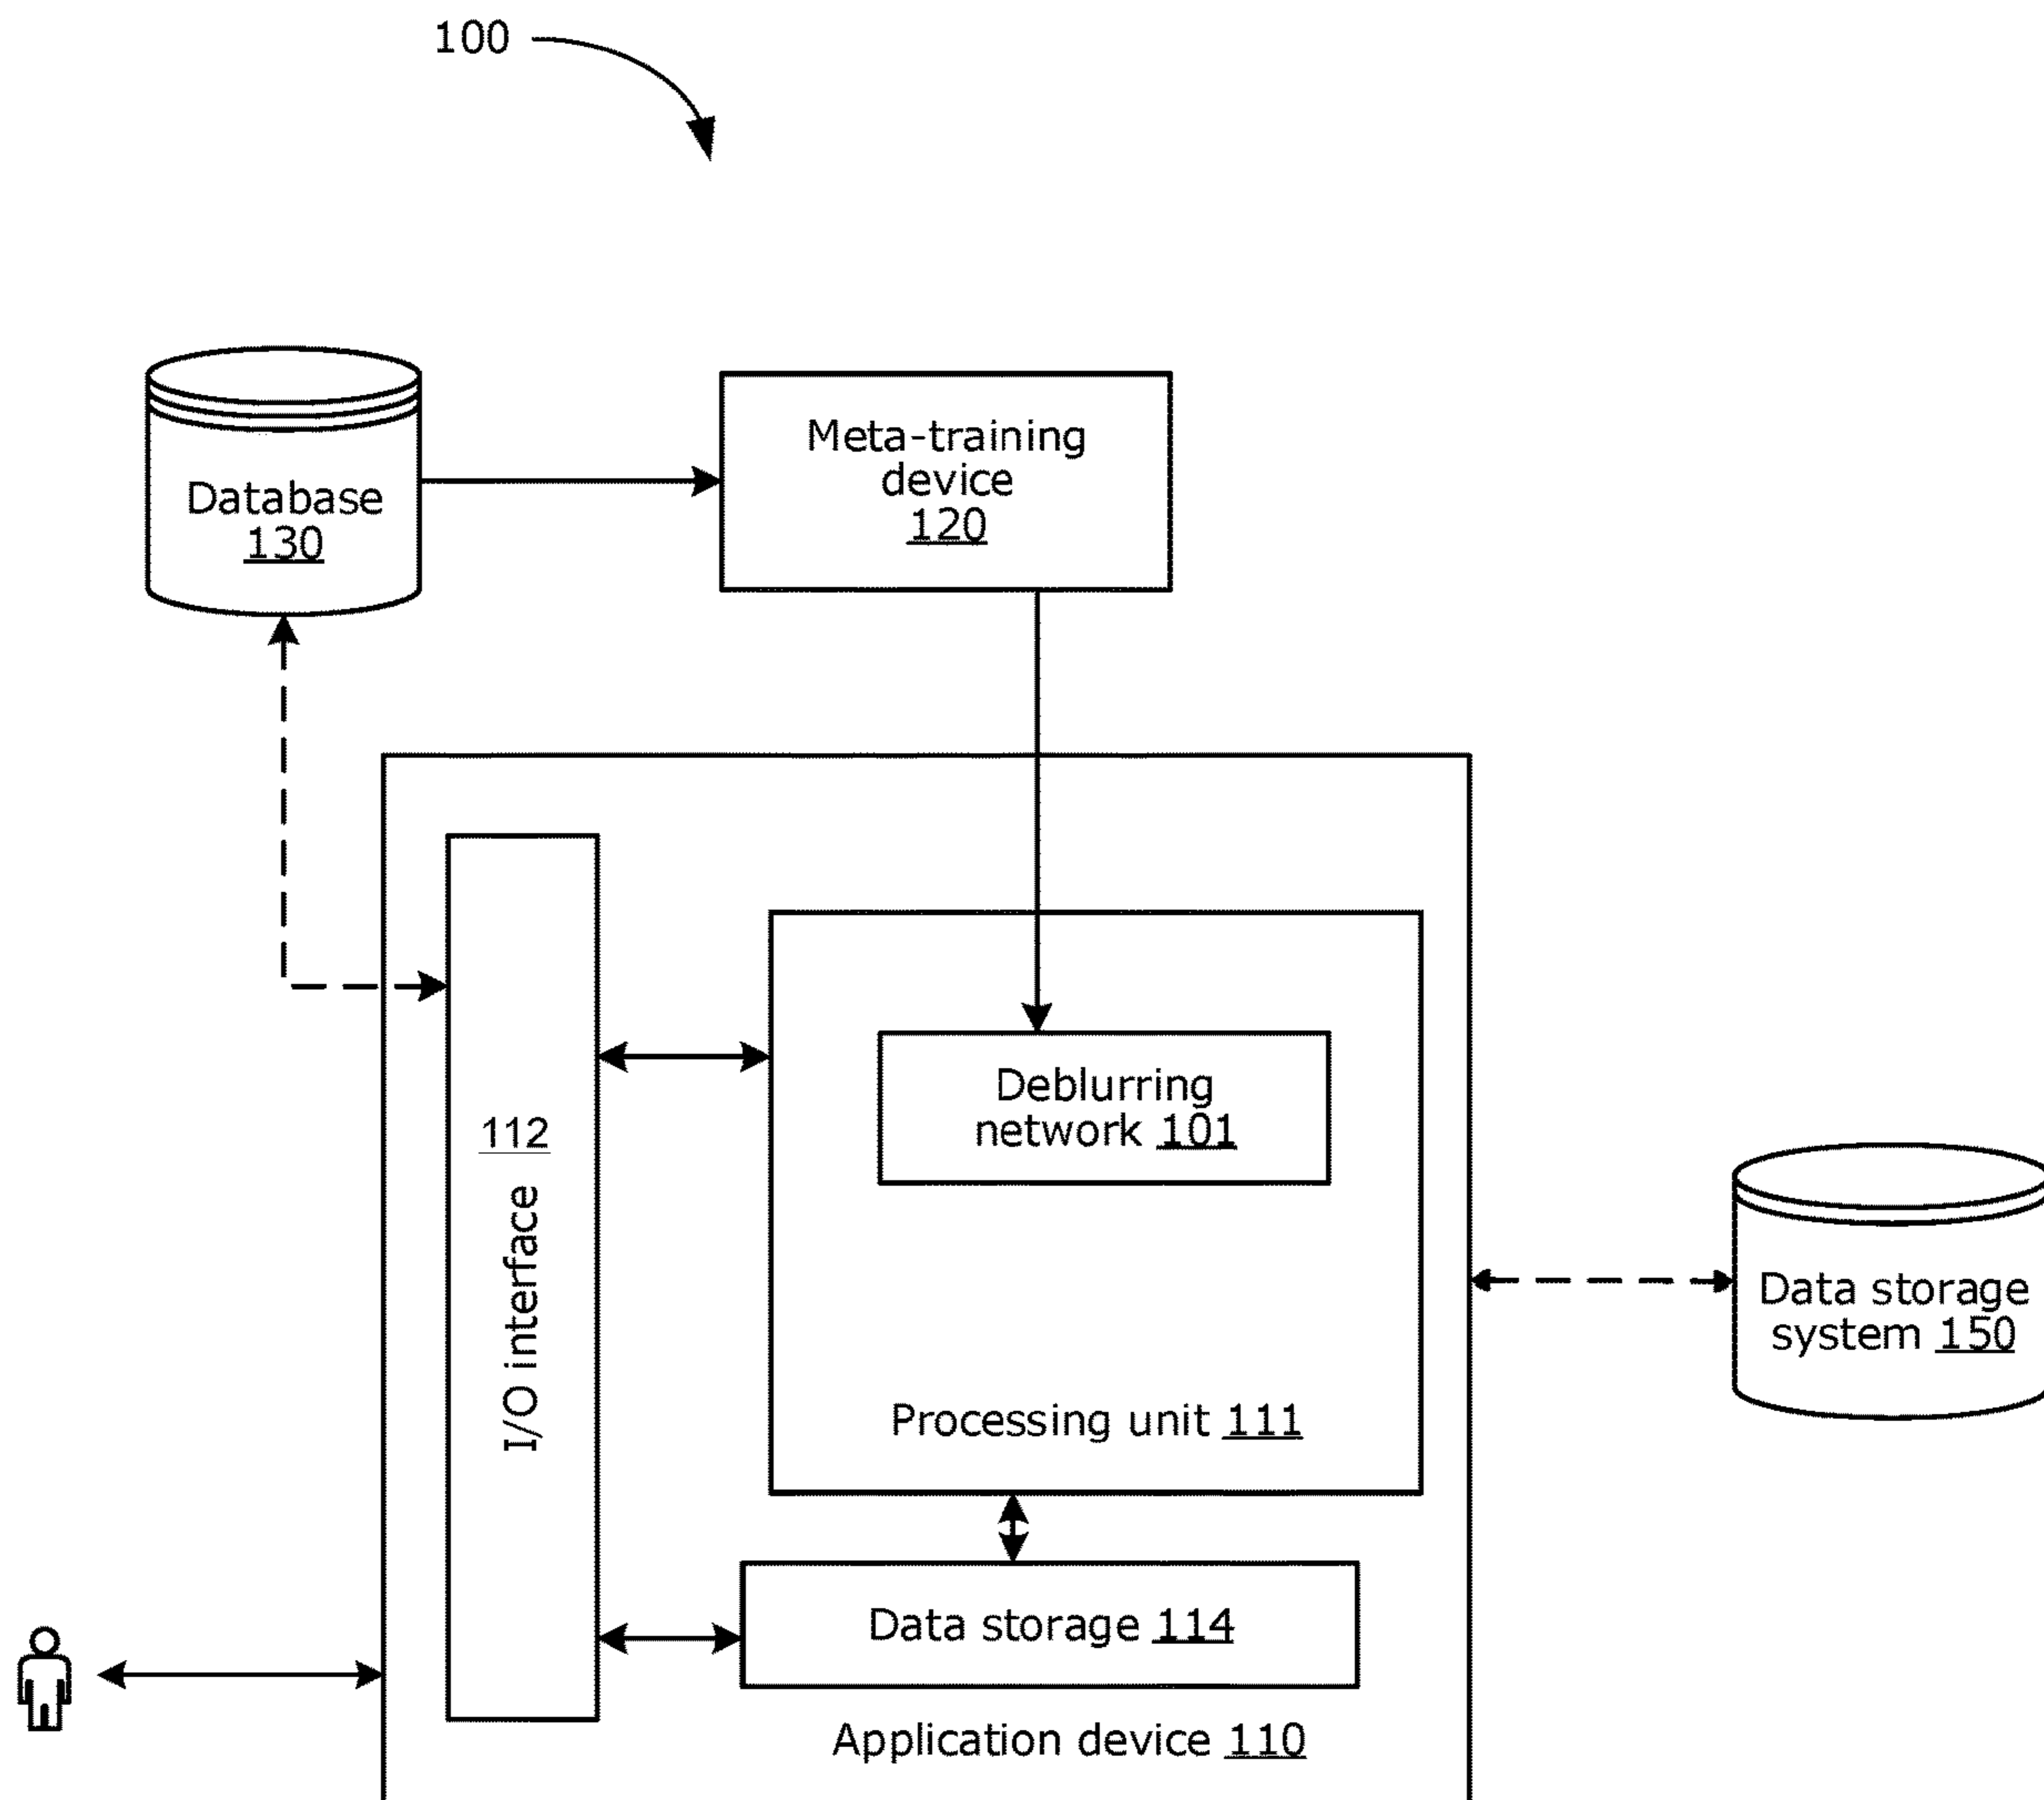 100
Database
130
Meta-training
device
120
112
I/O interface
Deblurring
network 101
Processing unit 111
Data storage
system 150
Data storage 114
Application device 110